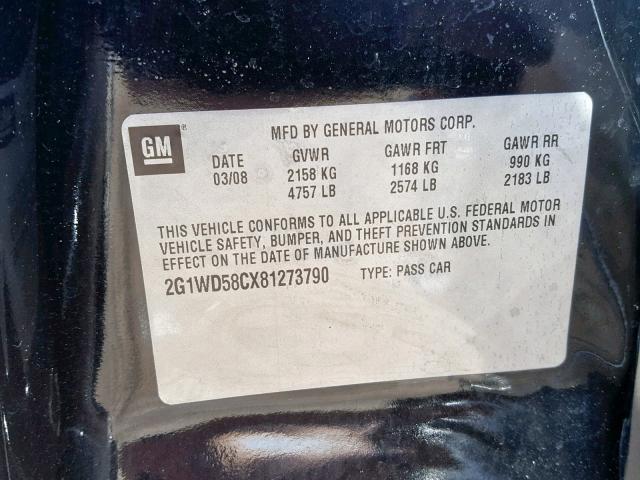 GM ®
MFD BY GENERAL MOTORS CORP.
DATE GVWR GAWR FRT GAWR RR
03/08 2158 KG 1168 KG 990 KG
4757 LB 2574 LB 2183 LB
THIS VEHICLE CONFORMS TO ALL APPLICABLE U.S. FEDERAL MOTOR
VEHICLE SAFETY, BUMPER, AND THEFT PREVENTION STANDARDS IN
EFFECT ON THE DATE OF MANUFACTURE SHOWN ABOVE.
2G1WD58CX81273790 TYPE: PASS CAR